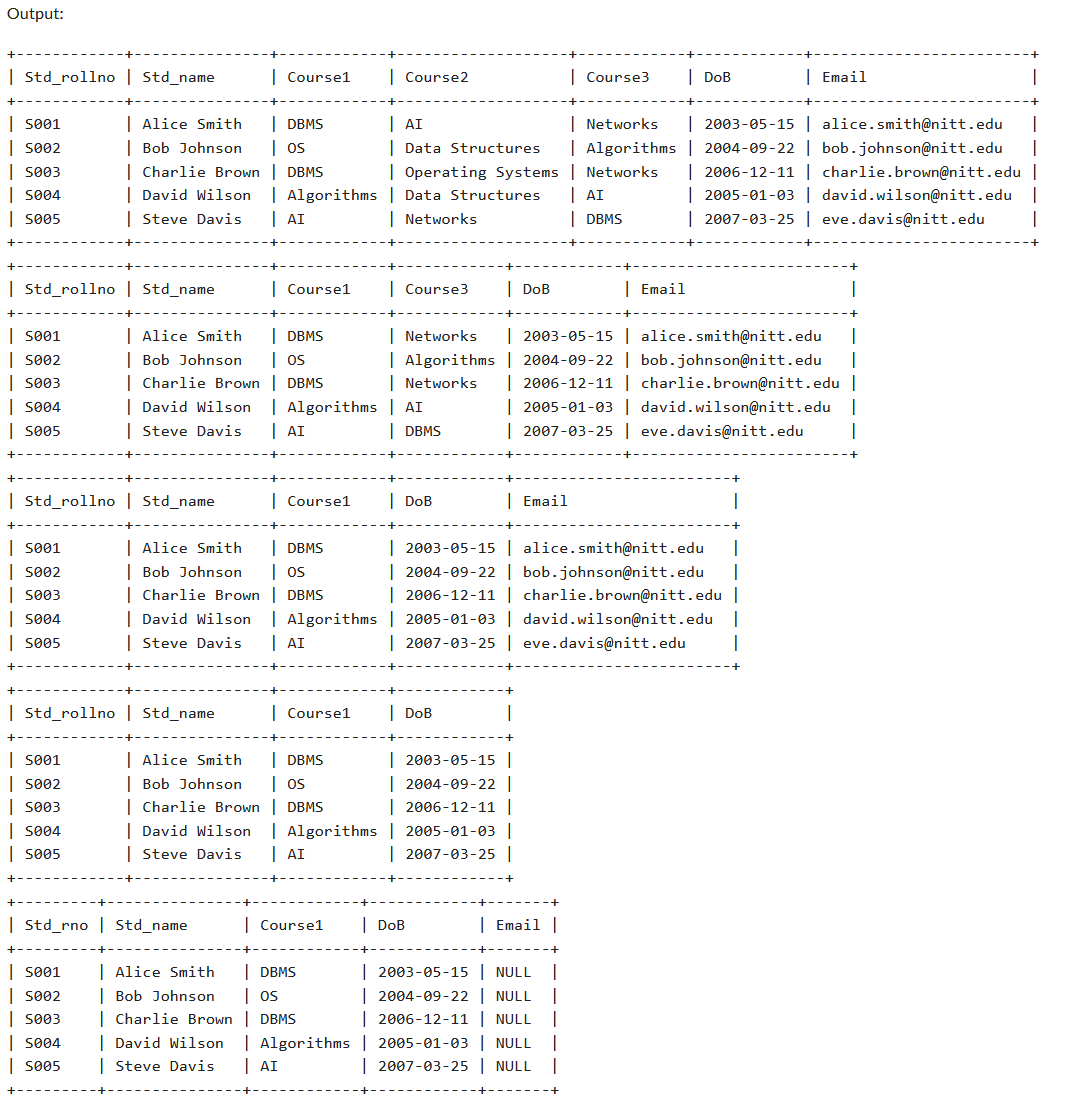 Output:
+------------+---------------+------------+-------------------+------------+------------+------------------------+
| Std_rollno | Std_name      | Course1    | Course2           | Course3    | DoB        | Email                  |
+------------+---------------+------------+-------------------+------------+------------+------------------------+
| S001       | Alice Smith   | DBMS       | AI                | Networks   | 2003-05-15 | alice.smith@nitt.edu   |
| S002       | Bob Johnson   | OS         | Data Structures   | Algorithms | 2004-09-22 | bob.johnson@nitt.edu   |
| S003       | Charlie Brown | DBMS       | Operating Systems | Networks   | 2006-12-11 | charlie.brown@nitt.edu |
| S004       | David Wilson  | Algorithms | Data Structures   | AI         | 2005-01-03 | david.wilson@nitt.edu  |
| S005       | Steve Davis   | AI         | Networks          | DBMS       | 2007-03-25 | eve.davis@nitt.edu     |
+------------+---------------+------------+-------------------+------------+------------+------------------------+
+------------+---------------+------------+------------+------------+------------------------+
| Std_rollno | Std_name      | Course1    | Course3    | DoB        | Email                  |
+------------+---------------+------------+------------+------------+------------------------+
| S001       | Alice Smith   | DBMS       | Networks   | 2003-05-15 | alice.smith@nitt.edu   |
| S002       | Bob Johnson   | OS         | Algorithms | 2004-09-22 | bob.johnson@nitt.edu   |
| S003       | Charlie Brown | DBMS       | Networks   | 2006-12-11 | charlie.brown@nitt.edu |
| S004       | David Wilson  | Algorithms | AI         | 2005-01-03 | david.wilson@nitt.edu  |
| S005       | Steve Davis   | AI         | DBMS       | 2007-03-25 | eve.davis@nitt.edu     |
+------------+---------------+------------+------------+------------+------------------------+
+------------+---------------+------------+------------+------------------------+
| Std_rollno | Std_name      | Course1    | DoB        | Email                  |
+------------+---------------+------------+------------+------------------------+
| S001       | Alice Smith   | DBMS       | 2003-05-15 | alice.smith@nitt.edu   |
| S002       | Bob Johnson   | OS         | 2004-09-22 | bob.johnson@nitt.edu   |
| S003       | Charlie Brown | DBMS       | 2006-12-11 | charlie.brown@nitt.edu |
| S004       | David Wilson  | Algorithms | 2005-01-03 | david.wilson@nitt.edu  |
| S005       | Steve Davis   | AI         | 2007-03-25 | eve.davis@nitt.edu     |
+------------+---------------+------------+------------+------------------------+
+------------+---------------+------------+------------+
| Std_rollno | Std_name      | Course1    | DoB        |
+------------+---------------+------------+------------+
| S001       | Alice Smith   | DBMS       | 2003-05-15 |
| S002       | Bob Johnson   | OS         | 2004-09-22 |
| S003       | Charlie Brown | DBMS       | 2006-12-11 |
| S004       | David Wilson  | Algorithms | 2005-01-03 |
| S005       | Steve Davis   | AI         | 2007-03-25 |
+------------+---------------+------------+------------+
+---------+---------------+------------+------------+-------+
| Std_rno | Std_name      | Course1    | DoB        | Email |
+---------+---------------+------------+------------+-------+
| S001    | Alice Smith   | DBMS       | 2003-05-15 | NULL  |
| S002    | Bob Johnson   | OS         | 2004-09-22 | NULL  |
| S003    | Charlie Brown | DBMS       | 2006-12-11 | NULL  |
| S004    | David Wilson  | Algorithms | 2005-01-03 | NULL  |
| S005    | Steve Davis   | AI         | 2007-03-25 | NULL  |
+---------+---------------+------------+------------+-------+